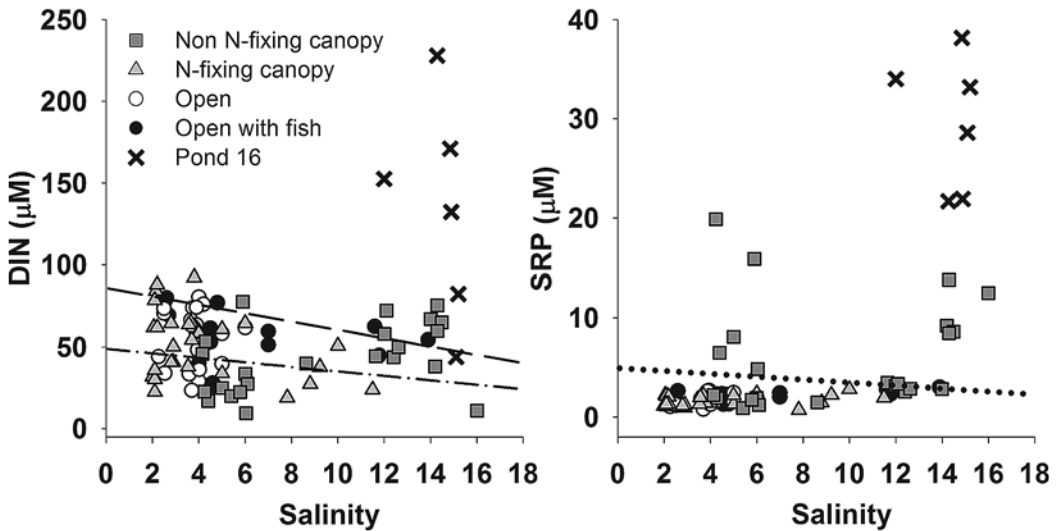 250
200
150
100
50
0
DIN (μM)
Non N-fixing canopy
N-fixing canopy
Open
Open with fish
Pond 16
0 2 4 6 8 10 12 14 16 18
Salinity
40
30
20
10
0
SRP (μM)
0 2 4 6 8 10 12 14 16 18
Salinity